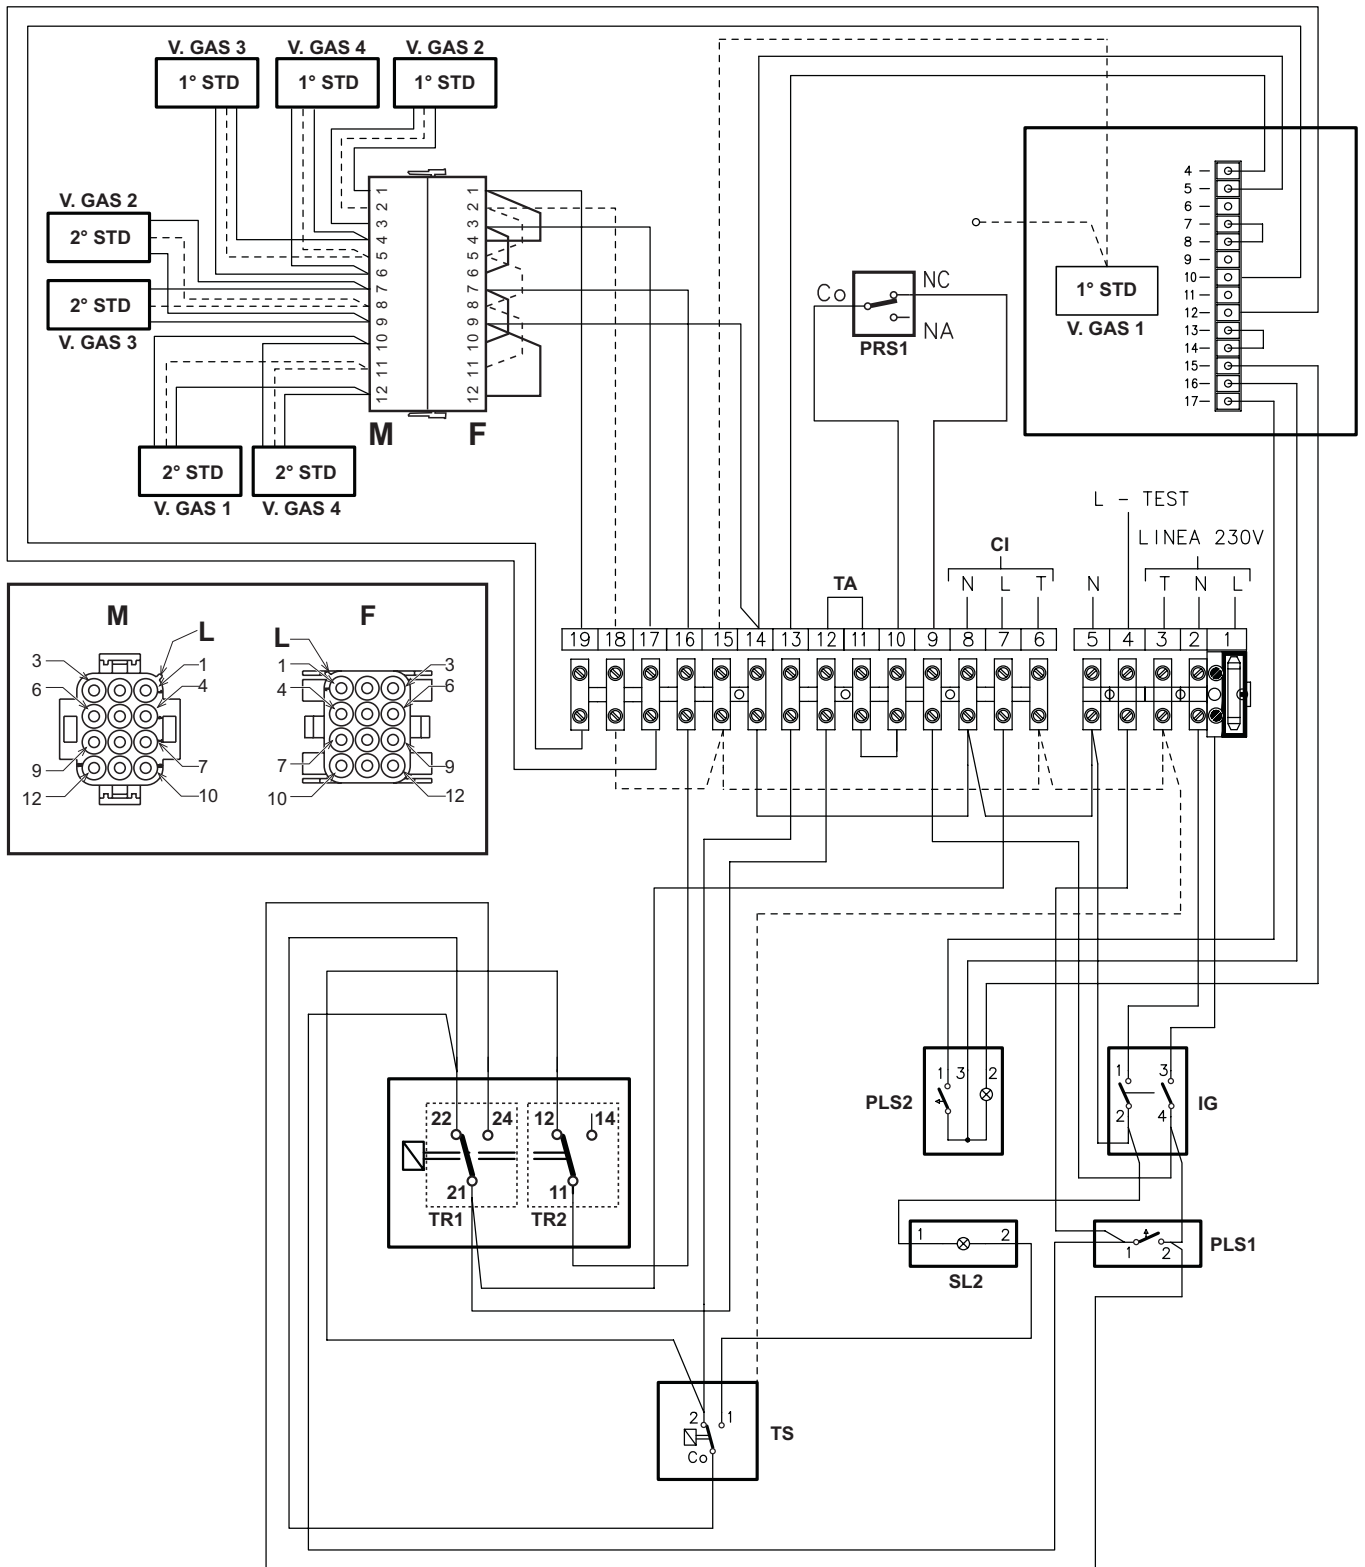 V. GAS 3 V. GAS 4 V. GAS 2
1° STD 1° STD 1° STD
V. GAS 2
2° STD
2° STD
V. GAS 3
1 2 3 4 5 6 7 8 9 10 11 12
1 2 3 4 5 6 7 8 9 10 11 12
M F
2° STD 2° STD
V. GAS 1 V. GAS 4
Co NC
NA
PRS1
1° STD
V. GAS 1
4
5
6
7
8
9
10
11
12
13
14
15
16
17
L - TEST
LINEA 230V
CI
TA
N L T N T N L
19 18 17 16 15 14 13 12 11 10 9 8 7 6 5 4 3 2 1
M F
L L
3 1 1 3
6 4 4 6
9 7 7 9
12 10 10 12
22 24 12 14
21 11
TR1 TR2
PLS2
1 3 2
1 3
2 4
IG
1 2
SL2
1 2
PLS1
2 1
Co
TS